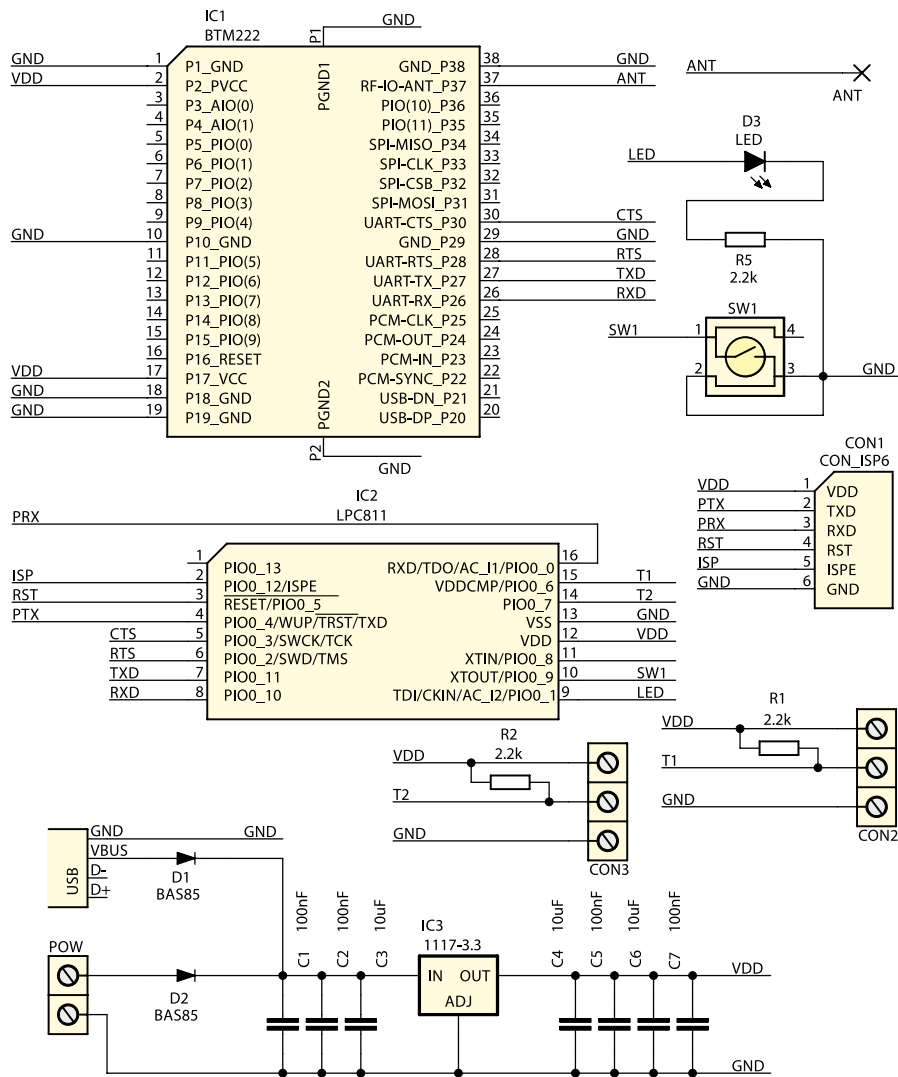 IC1
BTM222
P1
GND
PGND1
GND 1 P1_GND GND_P38 38 GND
VDD 2 P2_PVCC RF-IO-ANT_P37 37 ANT
3 P3_AIO(0) PIO(10)_P36 36
4 P4_AIO(1) PIO(11)_P35 35
5 P5_PIO(0) SPI-MISO_P34 34
6 P6_PIO(1) SPI-CLK_P33 33
7 P7_PIO(2) SPI-CSB_P32 32
8 P8_PIO(3) SPI-MOSI_P31 31
9 P9_PIO(4) UART-CTS_P30 30 CTS
GND 10 P10_GND GND_P29 29 GND
11 P11_PIO(5) UART-RTS_P28 28 RTS
12 P12_PIO(6) UART-TX_P27 27 TXD
13 P13_PIO(7) UART-RX_P26 26 RXD
14 P14_PIO(8) PCM-CLK_P25 25
15 P15_PIO(9) PCM-OUT_P24 24
16 P16_RESET PCM-IN_P23 23
VDD 17 P17_VCC PCM-SYNC_P22 22
GND 18 P18_GND USB-DN_P21 21
GND 19 P19_GND USB-DP_P20 20
PGND2
P2
GND
ANT
ANT
D3
LED
LED
R5
2.2k
SW1
SW1 1 4
2 3 GND
CON1
CON_ISP6
VDD 1 VDD
PTX 2 TXD
PRX 3 RXD
RST 4 RST
ISP 5 ISPE
GND 6 GND
IC2
LPC811
PRX
1 PIO0_13 RXD/TDO/AC_I1/PIO0_0 16
ISP 2 PIO0_12/ISPE VDDCMP/PIO0_6 15 T1
RST 3 RESET/PIO0_5 PIO0_7 14 T2
PTX 4 PIO0_4/WUP/TRST/TXD VSS 13 GND
CTS 5 PIO0_3/SWCK/TCK VDD 12 VDD
RTS 6 PIO0_2/SWD/TMS XTIN/PIO0_8 11
TXD 7 PIO0_11 XTOUT/PIO0_9 10 SW1
RXD 8 PIO0_10 TDI/CKIN/AC_I2/PIO0_1 9 LED
R1
VDD 2.2k
T1
GND
CON2
R2
VDD 2.2k
T2
GND
CON3
USB
GND GND
VBUS
D-
D+
D1
BAS85
POW
D2
BAS85
C1 100nF
C2 100nF
C3 10uF
IC3
1117-3.3
IN OUT
ADJ
C4 10uF
C5 100nF
C6 10uF
C7 100nF
VDD
GND